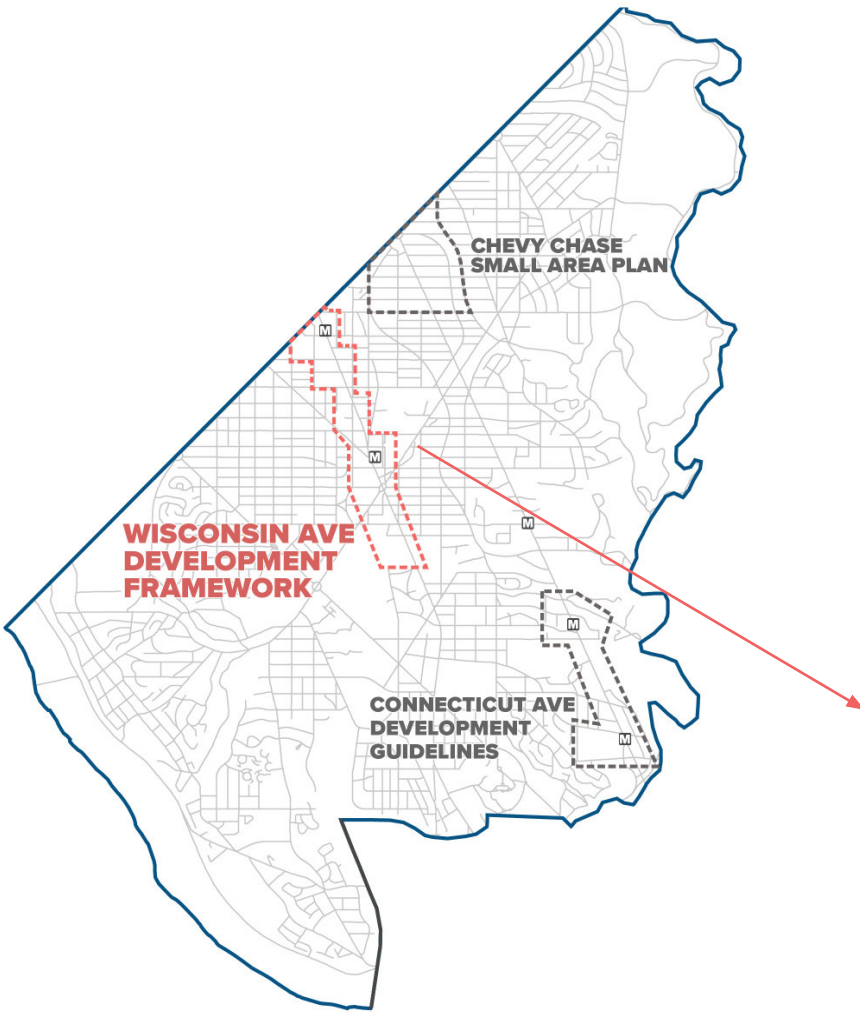 CHEVY CHASE
SMALL AREA PLAN
M
M
WISCONSIN AVE
DEVELOPMENT
FRAMEWORK
M
M
CONNECTICUT AVE
DEVELOPMENT
GUIDELINES
M